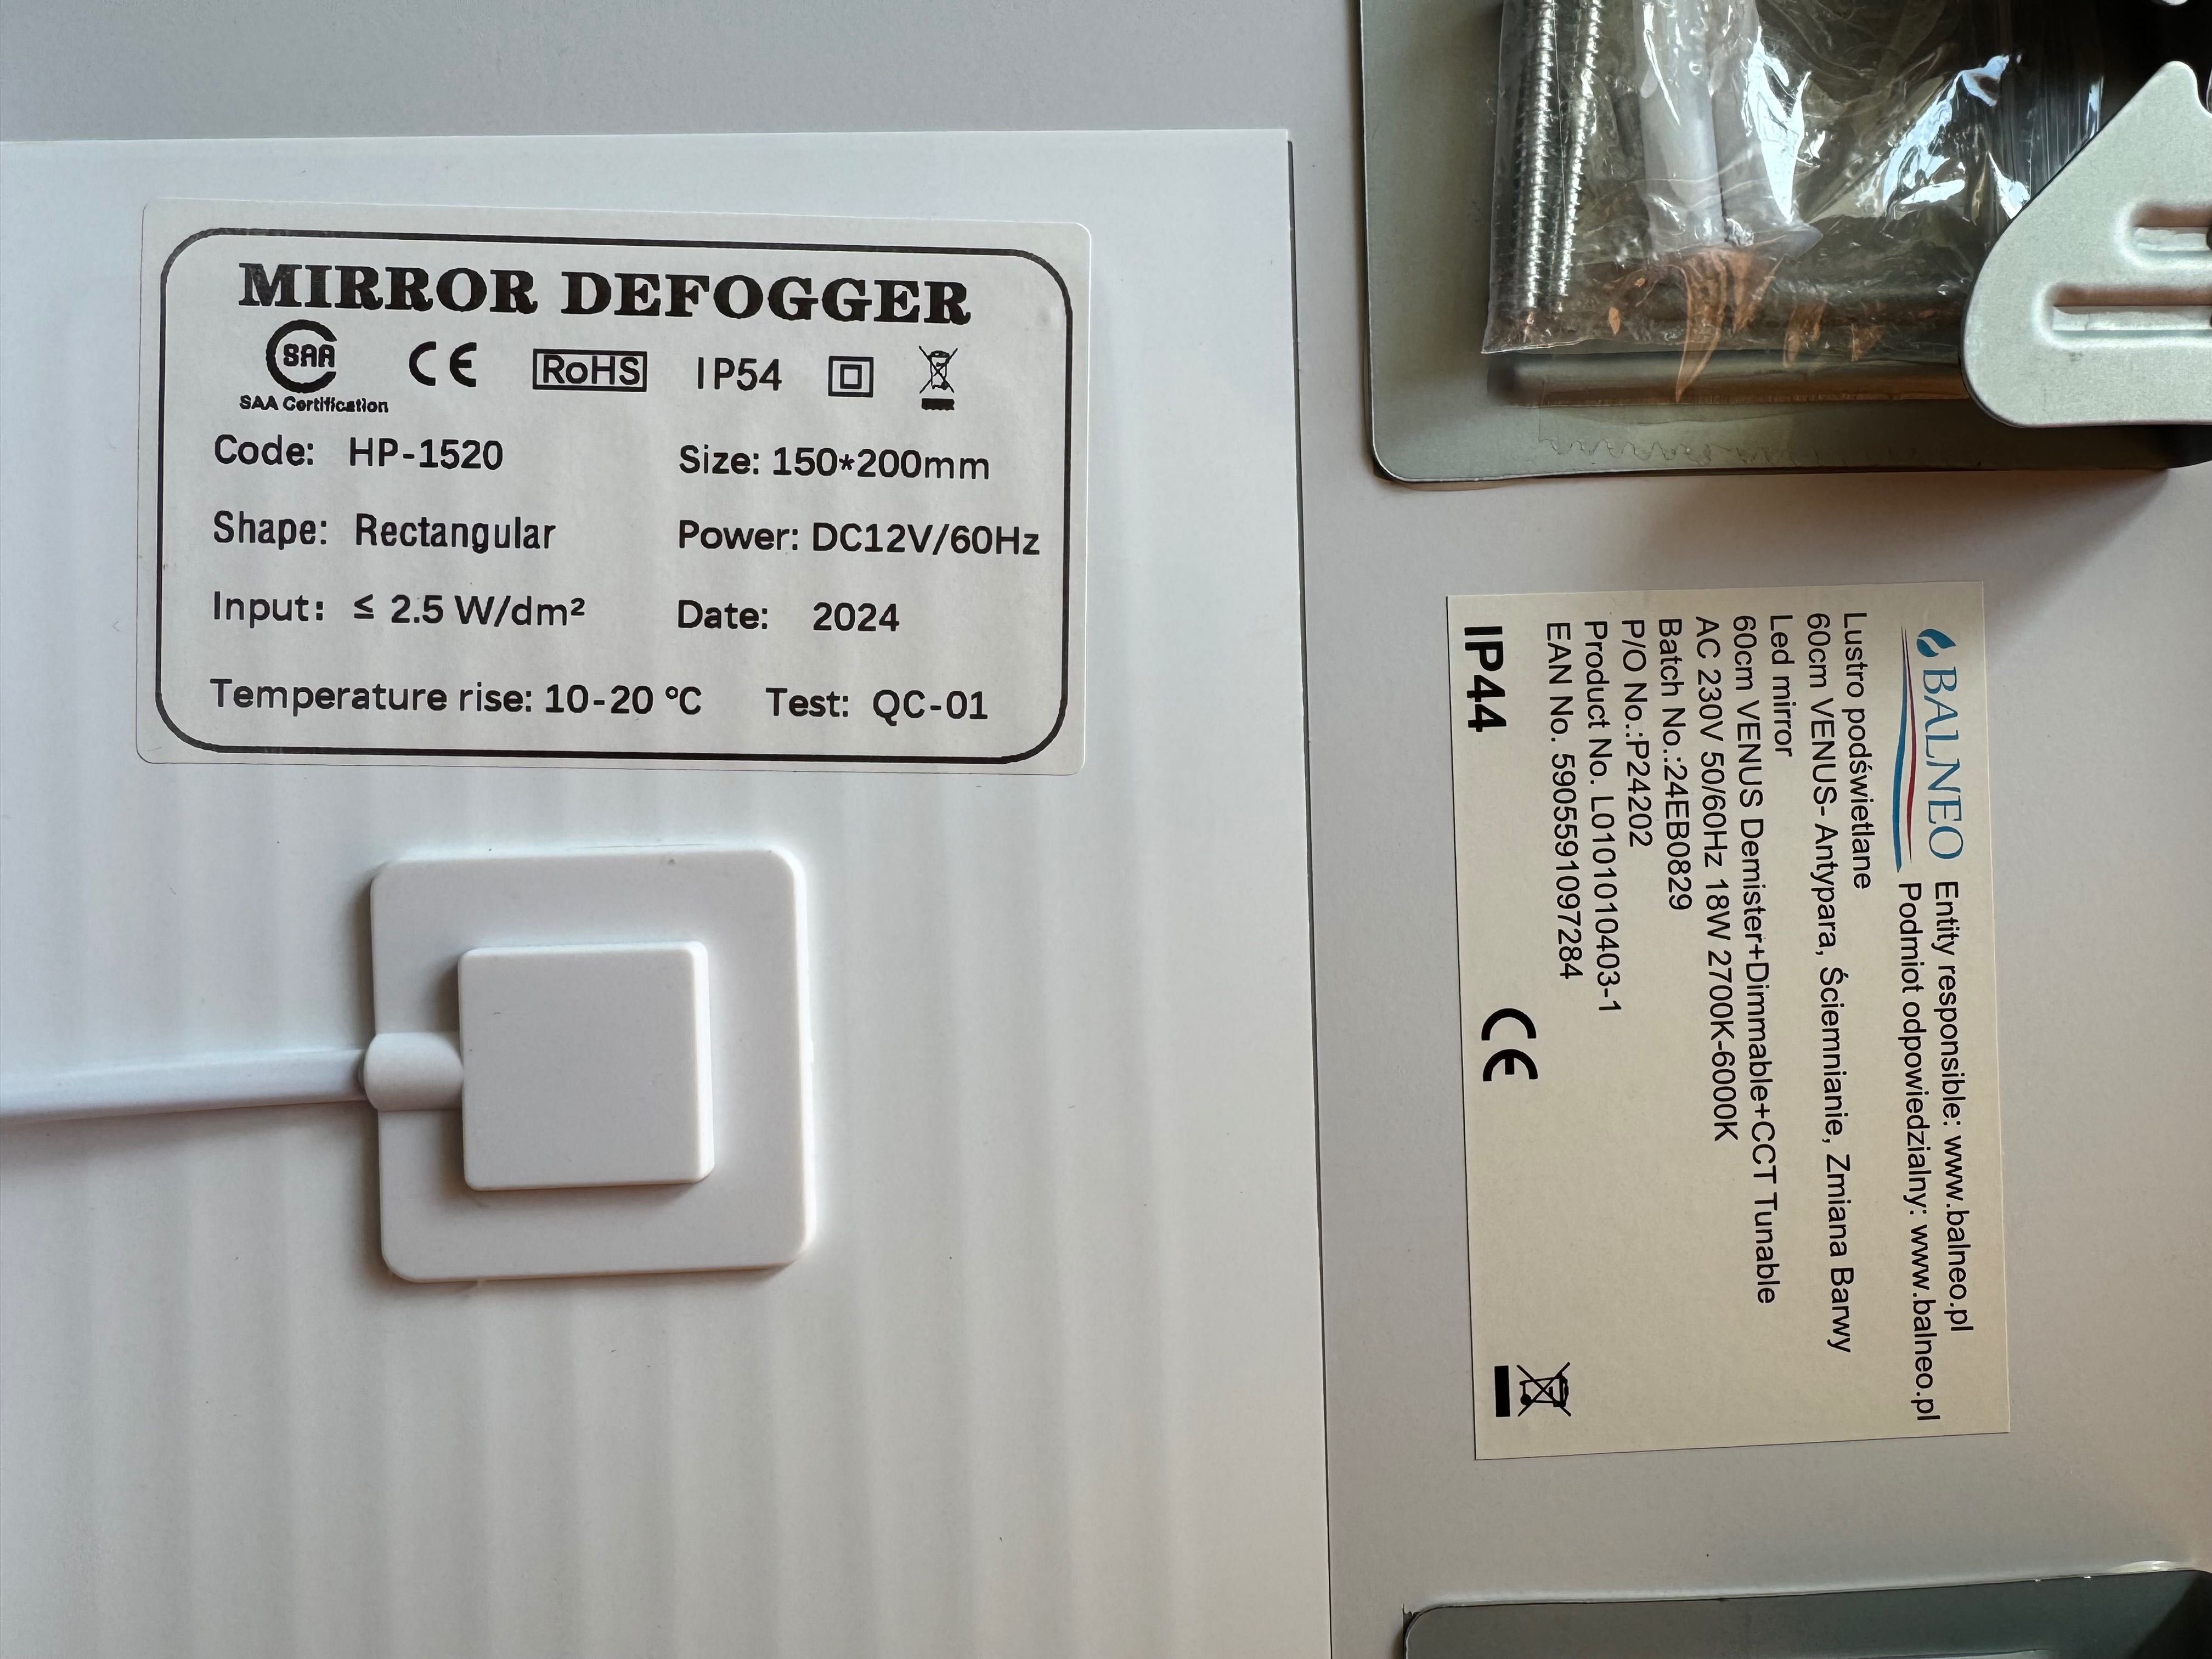 MIRROR DEFOGGER
SAA CE RoHS IP54
SAA Certification
Code: HP-1520 Size: 150*200mm
Shape: Rectangular Power: DC12V/60Hz
Input: ≤ 2.5 W/dm² Date: 2024
Temperature rise: 10-20 ℃ Test: QC-01
BALNEO
Entity responsible: www.balneo.pl
Podmiot odpowiedzialny: www.balneo.pl
Lustro podświetlane
60cm VENUS- Antypara, Ściemnianie, Zmiana Barwy
Led mirror
60cm VENUS Demister+Dimmable+CCT Tunable
AC 230V 50/60Hz 18W 2700K-6000K
Batch No.:24EB0829
P/O No.:P24202
Product No. L0101010403-1
EAN No. 5905591097284
IP44 CE